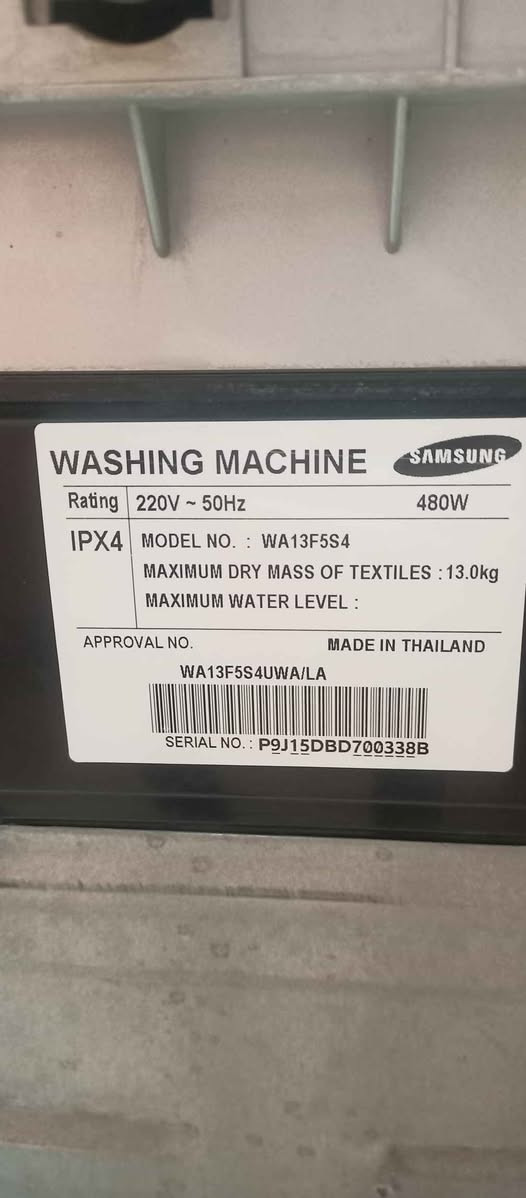 WASHING MACHINE SAMSUNG
Rating 220V ~ 50Hz 480W
IPX4 MODEL NO. : WA13F5S4
MAXIMUM DRY MASS OF TEXTILES : 13.0kg
MAXIMUM WATER LEVEL :
APPROVAL NO. MADE IN THAILAND
WA13F5S4UWA/LA
SERIAL NO. : P9J15DBD700338B